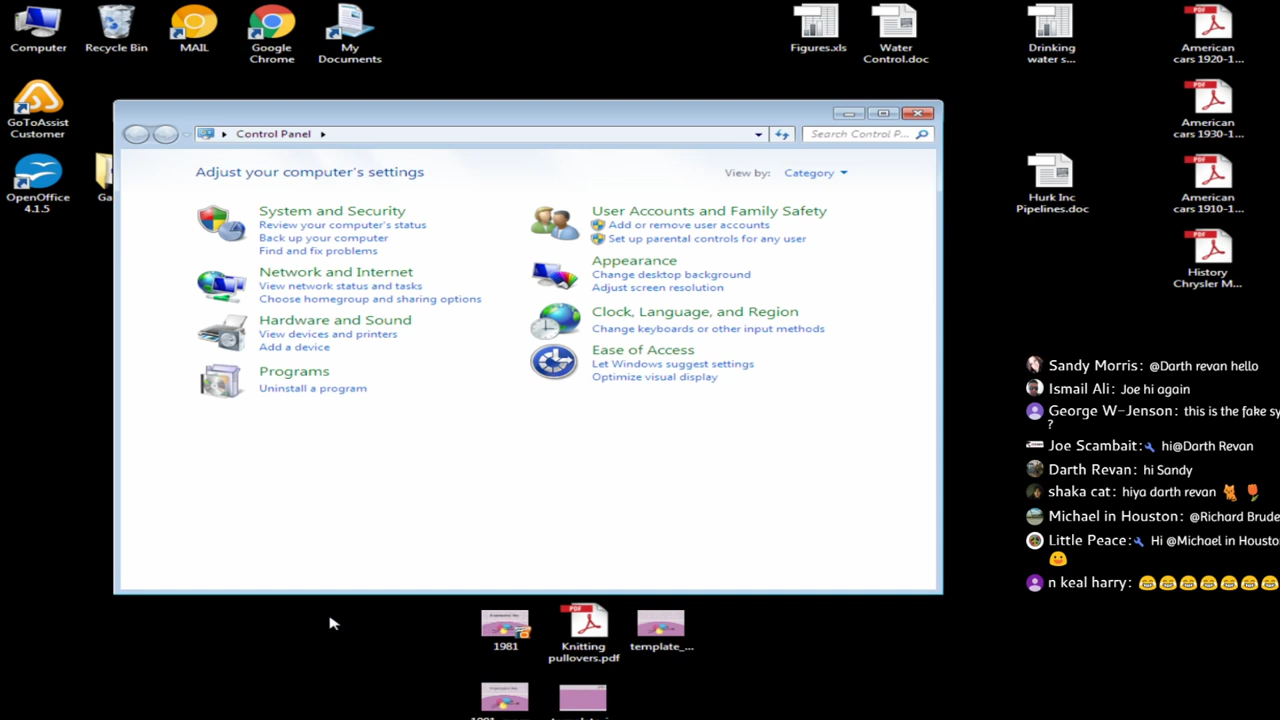 Computer
Recycle Bin
MAIL
Google
Chrome
My
Documents
Figures.xls
Water
Control.doc
Drinking
water s...
American
cars 1920-1...
GoToAssist
Customer
American
cars 1930-1...
OpenOffice
4.1.5
Ga
Hurk Inc
Pipelines.doc
American
cars 1910-1...
History
Chrysler M...
Control Panel
Search Control P...
Adjust your computer's settings
View by: Category
System and Security
Review your computer's status
Back up your computer
Find and fix problems
Network and Internet
View network status and tasks
Choose homegroup and sharing options
Hardware and Sound
View devices and printers
Add a device
Programs
Uninstall a program
User Accounts and Family Safety
Add or remove user accounts
Set up parental controls for any user
Appearance
Change desktop background
Adjust screen resolution
Clock, Language, and Region
Change keyboards or other input methods
Ease of Access
Let Windows suggest settings
Optimize visual display
Sandy Morris: @Darth revan hello
Ismail Ali: Joe hi again
George W-Jenson: this is the fake sy
?
Joe Scambait: hi@Darth Revan
Darth Revan: hi Sandy
shaka cat: hiya darth revan 🐈 🌷
Michael in Houston: @Richard Brude
Little Peace: Hi @Michael in Housto
😃
n keal harry: 😂😂😂😂😂😂😂
1981
PDF
Knitting
pullovers.pdf
template_...